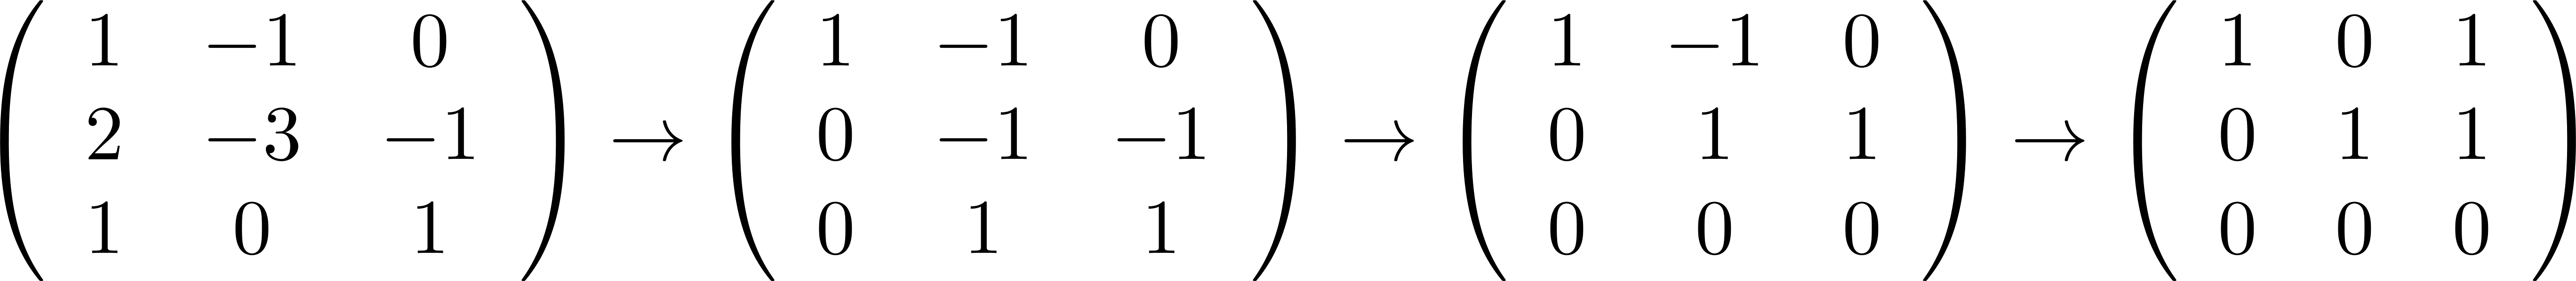 ( 1 −1 0 ) → ( 1 −1 0 ) → ( 1 −1 0 ) → ( 1 0 1 )
( 2 −3 −1 ) → ( 0 −1 −1 ) → ( 0 1 1 ) → ( 0 1 1 )
( 1 0 1 ) → ( 0 1 1 ) → ( 0 0 0 ) → ( 0 0 0 )